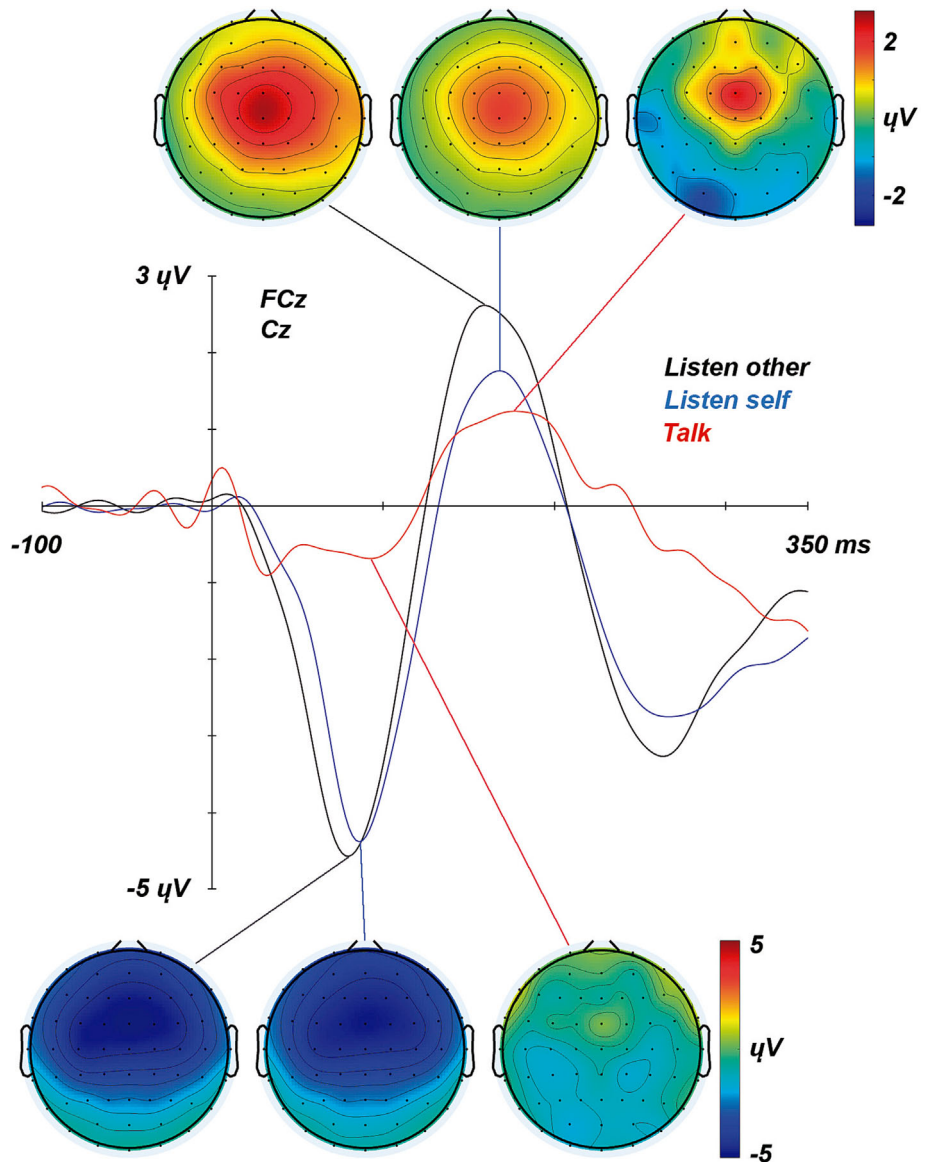 2
ųV
-2
3 ųV
FCz
Cz
Listen other
Listen self
Talk
-100
350 ms
-5 ųV
5
ųV
-5